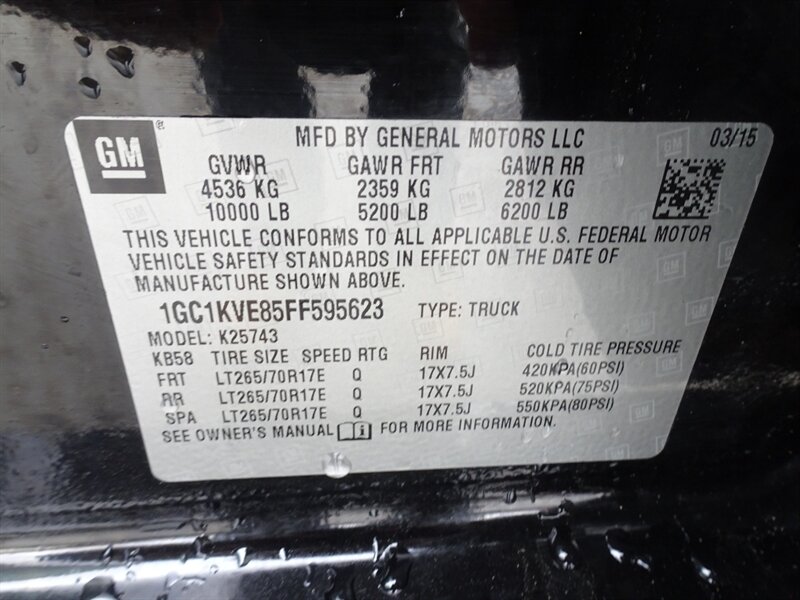 GM
MFD BY GENERAL MOTORS LLC 03/15
GVWR GAWR FRT GAWR RR
4536 KG 2359 KG 2812 KG
10000 LB 5200 LB 6200 LB
THIS VEHICLE CONFORMS TO ALL APPLICABLE U.S. FEDERAL MOTOR
VEHICLE SAFETY STANDARDS IN EFFECT ON THE DATE OF
MANUFACTURE SHOWN ABOVE.
1GC1KVE85FF595623 TYPE: TRUCK
MODEL: K25743
KB58 TIRE SIZE SPEED RTG RIM COLD TIRE PRESSURE
FRT LT265/70R17E Q 17X7.5J 420KPA(60PSI)
RR LT265/70R17E Q 17X7.5J 520KPA(75PSI)
SPA LT265/70R17E Q 17X7.5J 550KPA(80PSI)
SEE OWNER'S MANUAL FOR MORE INFORMATION.